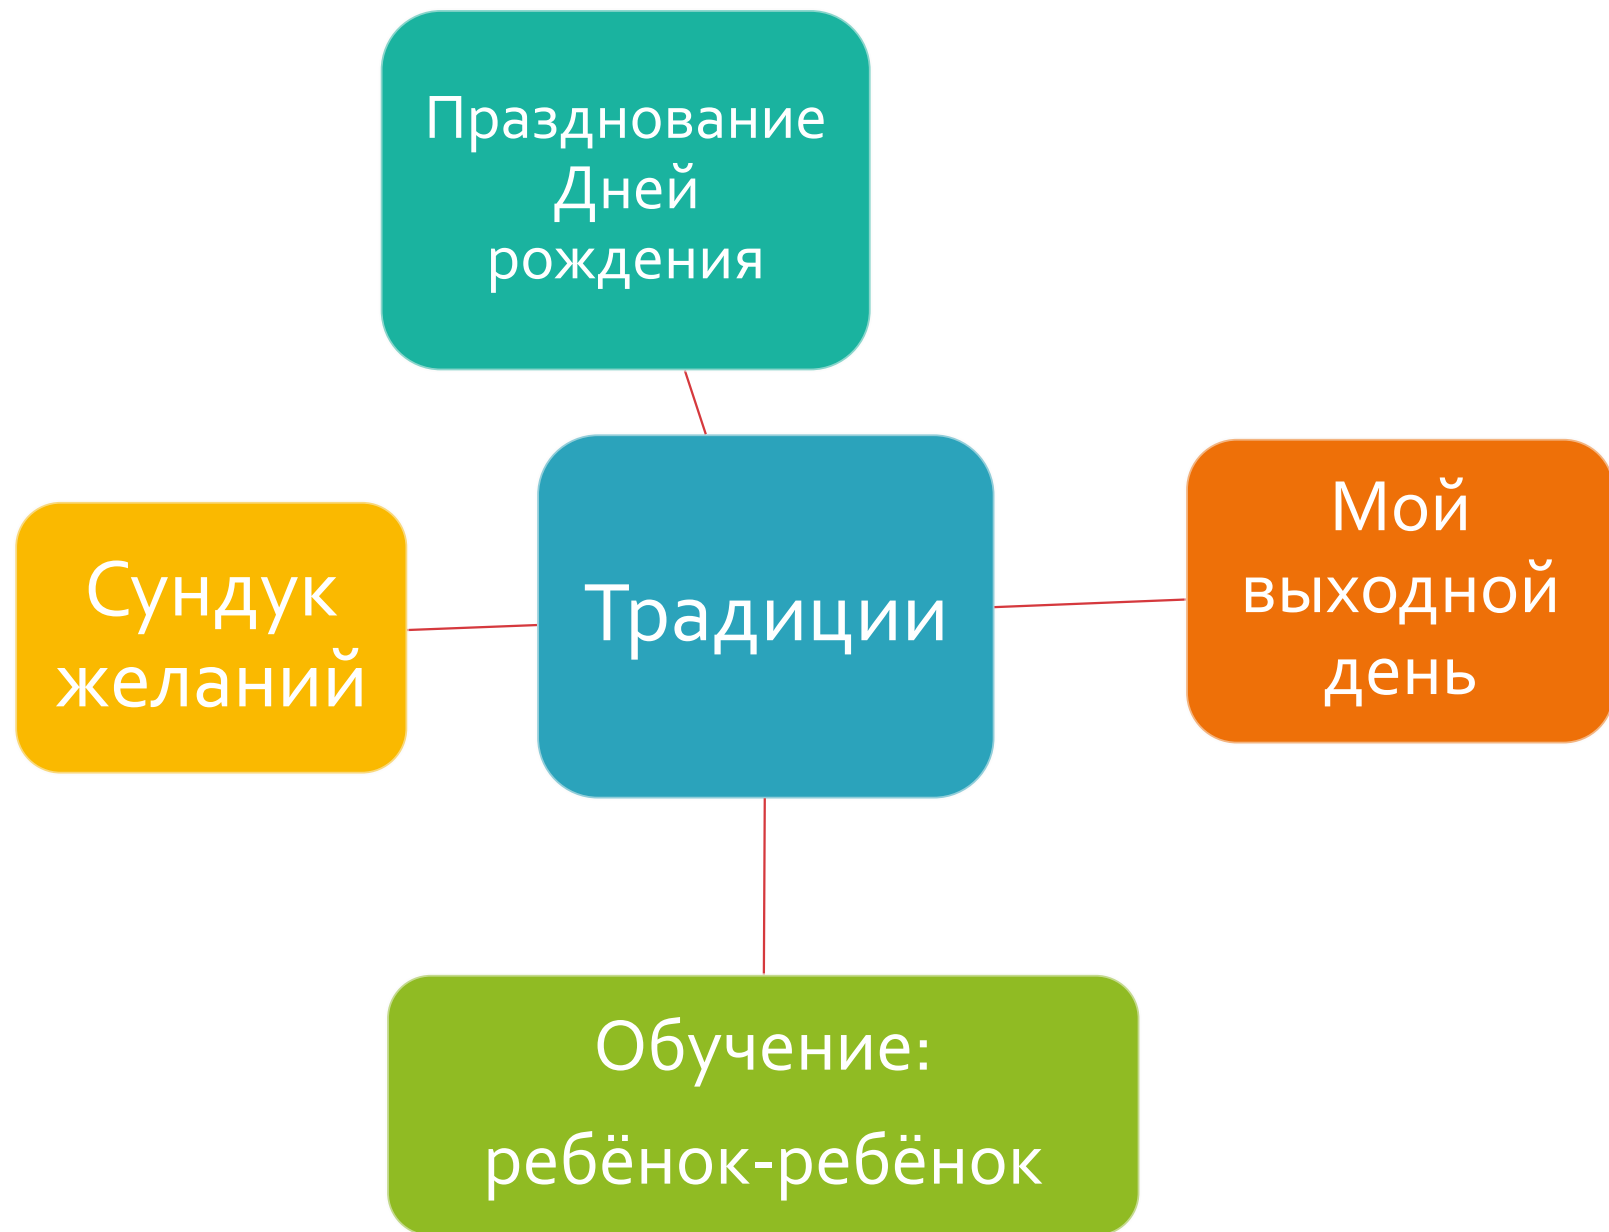 Празднование
Дней
рождения
Сундук
желаний
Традиции
Мой
выходной
день
Обучение:
ребёнок-ребёнок